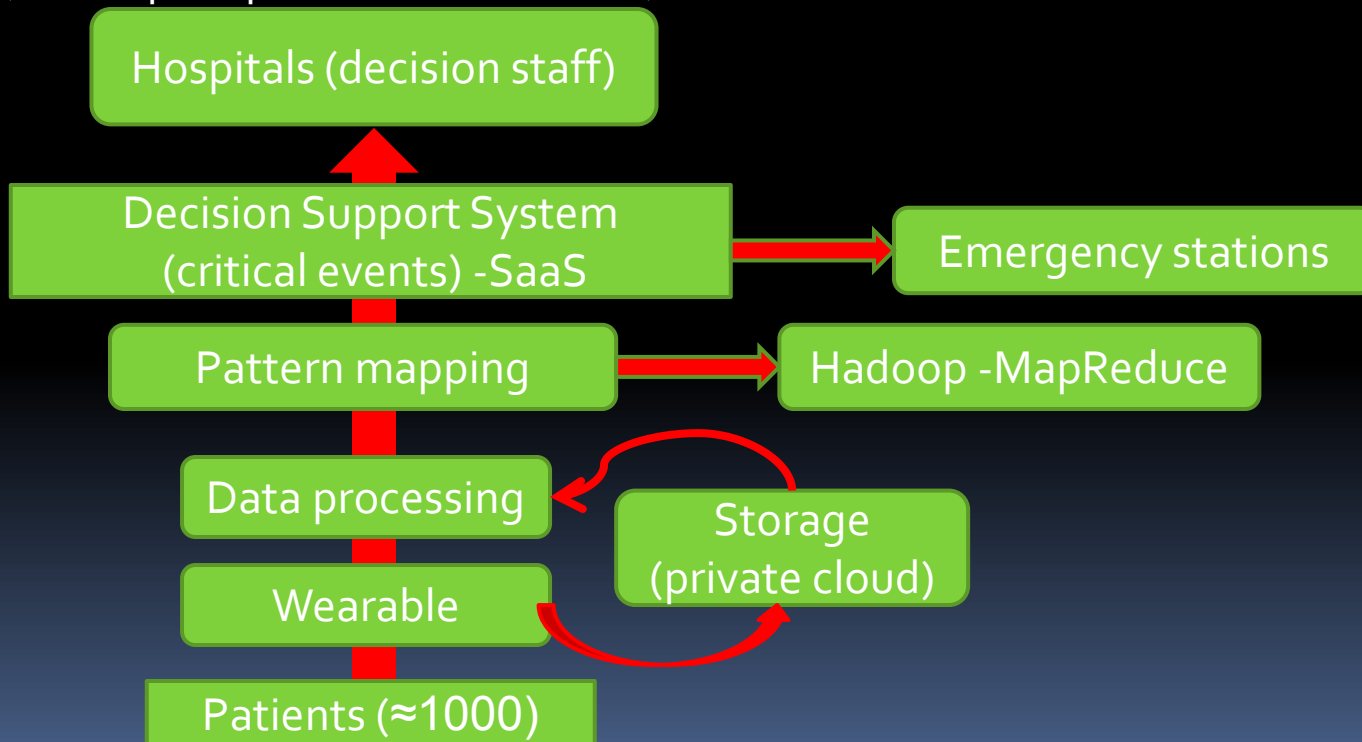 Hospitals (decision staff)
Decision Support System
(critical events) -SaaS
Emergency stations
Pattern mapping
Hadoop -MapReduce
Data processing
Storage
(private cloud)
Wearable
Patients (≈1000)